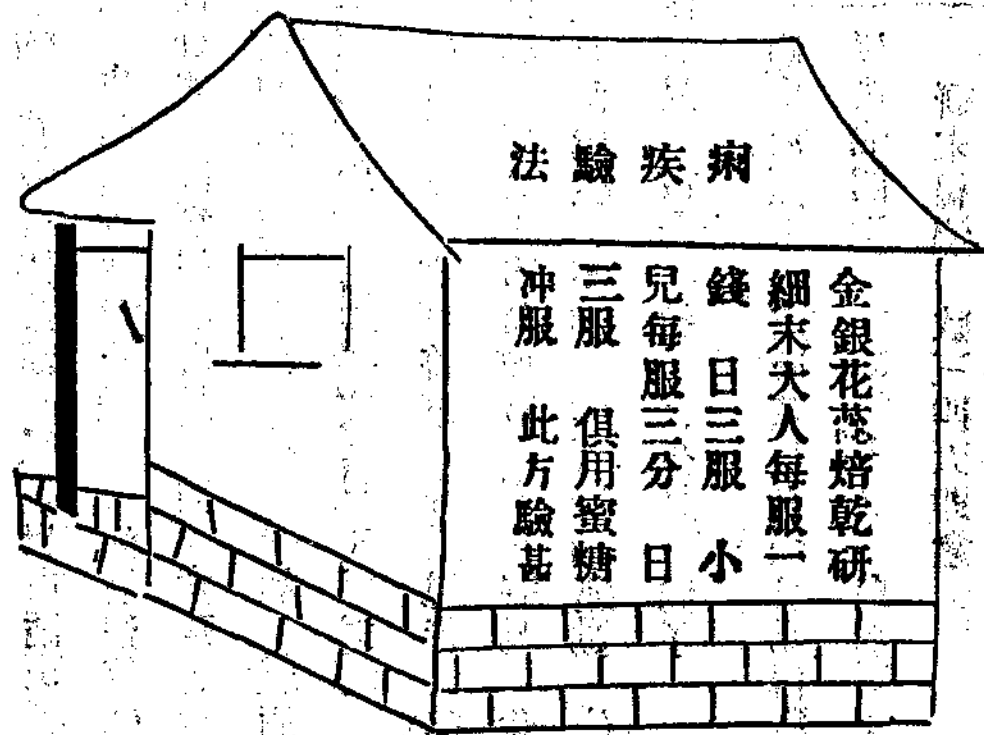 痢疾驗法
金銀花蕊焙乾研
細末大人每服一
錢 日三服 小
兒每服三分 日
三服 俱用蜜糖
冲服 此方驗甚